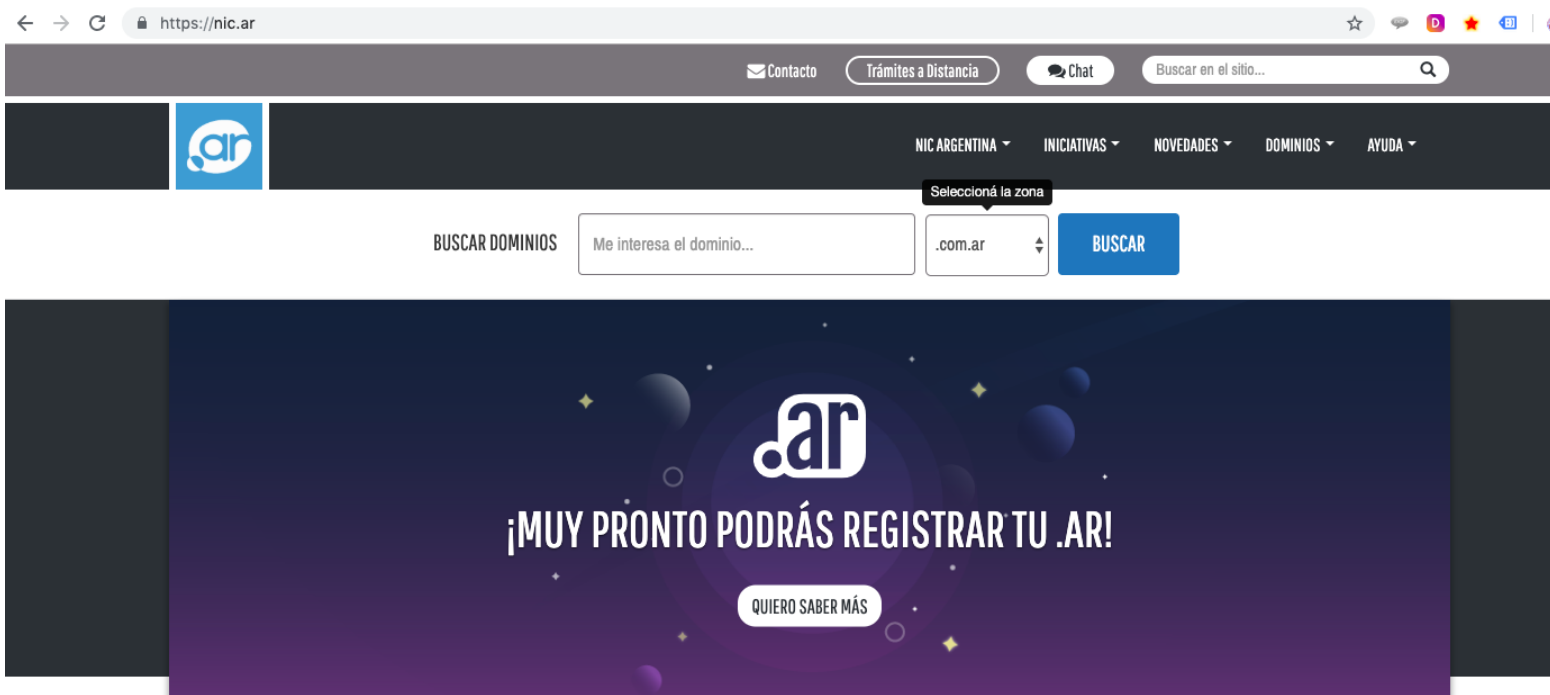 https://nic.ar
Contacto
Trámites a Distancia
Chat
Buscar en el sitio...
.ar
NIC ARGENTINA
INICIATIVAS
NOVEDADES
DOMINIOS
AYUDA
Seleccioná la zona
BUSCAR DOMINIOS
Me interesa el dominio...
.com.ar
BUSCAR
.ar
¡MUY PRONTO PODRÁS REGISTRAR TU .AR!
QUIERO SABER MÁS